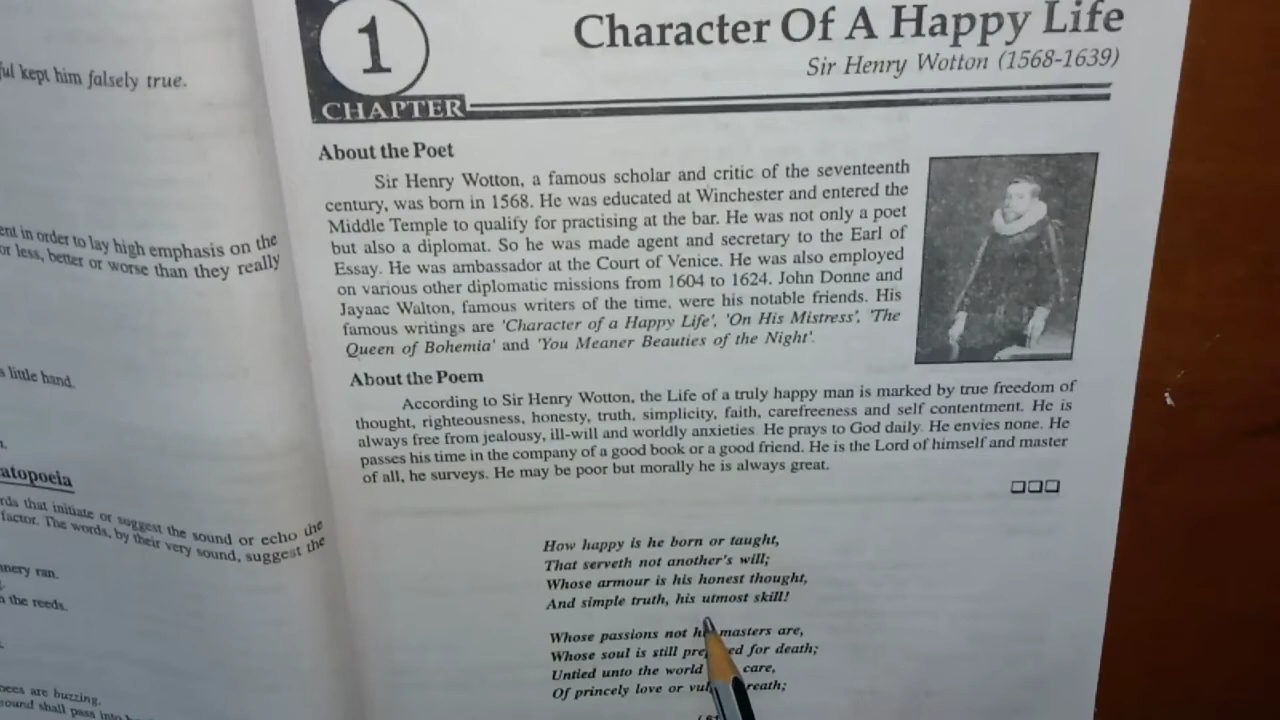 ful kept him falsely true.
ent in order to lay high emphasis on the
or less, better or worse than they really
s little hand.
atopoela
rds that initiate or suggest the sound or echo the
factor. The words, by their very sound, suggest the
nnery ran.
n the reeds.
bees are buzzing.
round shall pass into
1
CHAPTER
Character Of A Happy Life
Sir Henry Wotton (1568-1639)
About the Poet
Sir Henry Wotton, a famous scholar and critic of the seventeenth
century, was born in 1568. He was educated at Winchester and entered the
Middle Temple to qualify for practising at the bar. He was not only a poet
but also a diplomat. So he was made agent and secretary to the Earl of
Essay. He was ambassador at the Court of Venice. He was also employed
on various other diplomatic missions from 1604 to 1624. John Donne and
Jayaac Walton, famous writers of the time, were his notable friends. His
famous writings are 'Character of a Happy Life', 'On His Mistress', 'The
Queen of Bohemia' and 'You Meaner Beauties of the Night'.
About the Poem
According to Sir Henry Wotton, the Life of a truly happy man is marked by true freedom of
thought, righteousness, honesty, truth, simplicity, faith, carefreeness and self contentment. He is
always free from jealousy, ill-will and worldly anxieties. He prays to God daily. He envies none. He
passes his time in the company of a good book or a good friend. He is the Lord of himself and master
of all, he surveys. He may be poor but morally he is always great.
How happy is he born or taught,
That serveth not another's will;
Whose armour is his honest thought,
And simple truth, his utmost skill!
Whose passions not masters are,
Whose soul is still for death;
Untied unto the world care,
Of princely love or